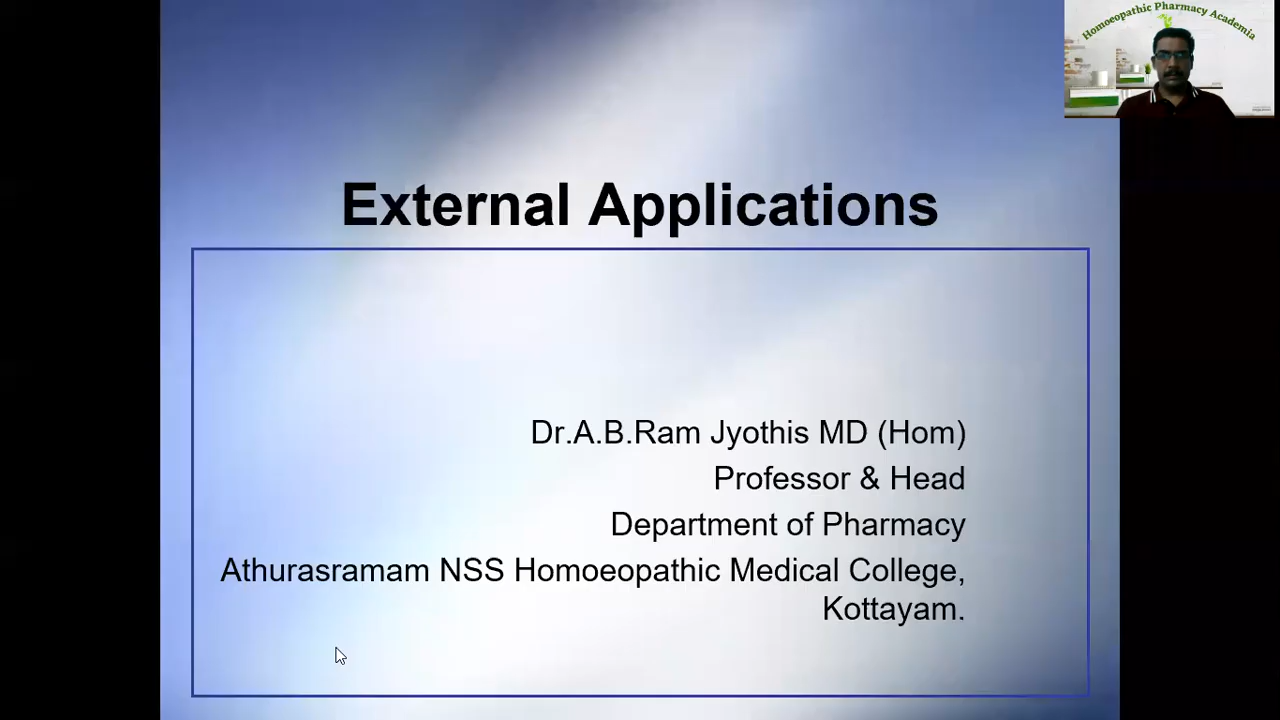 Homoeopathic Pharmacy Academia
External Applications
Dr.A.B.Ram Jyothis MD (Hom)
Professor & Head
Department of Pharmacy
Athurasramam NSS Homoeopathic Medical College,
Kottayam.